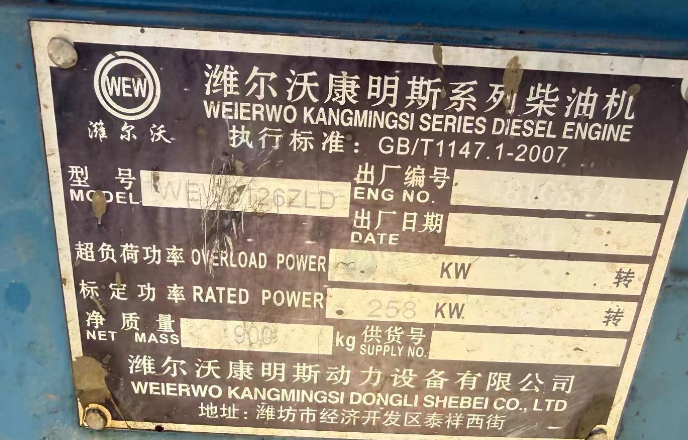 WEW
潍尔沃
潍尔沃康明斯系列柴油机
WEIERWO KANGMINGSI SERIES DIESEL ENGINE
执行标准：GB/T1147.1-2007
型号 MODEL 126ZLD
出厂编号 ENG NO.
出厂日期 DATE
超负荷功率 OVERLOAD POWER KW 转
标定功率 RATED POWER 258 KW 转
净质量 NET MASS 900 kg 供货号 SUPPLY NO.
潍尔沃康明斯动力设备有限公司
WEIERWO KANGMINGSI DONGLI SHEBEI CO., LTD
地址：潍坊市经济开发区泰祥西街